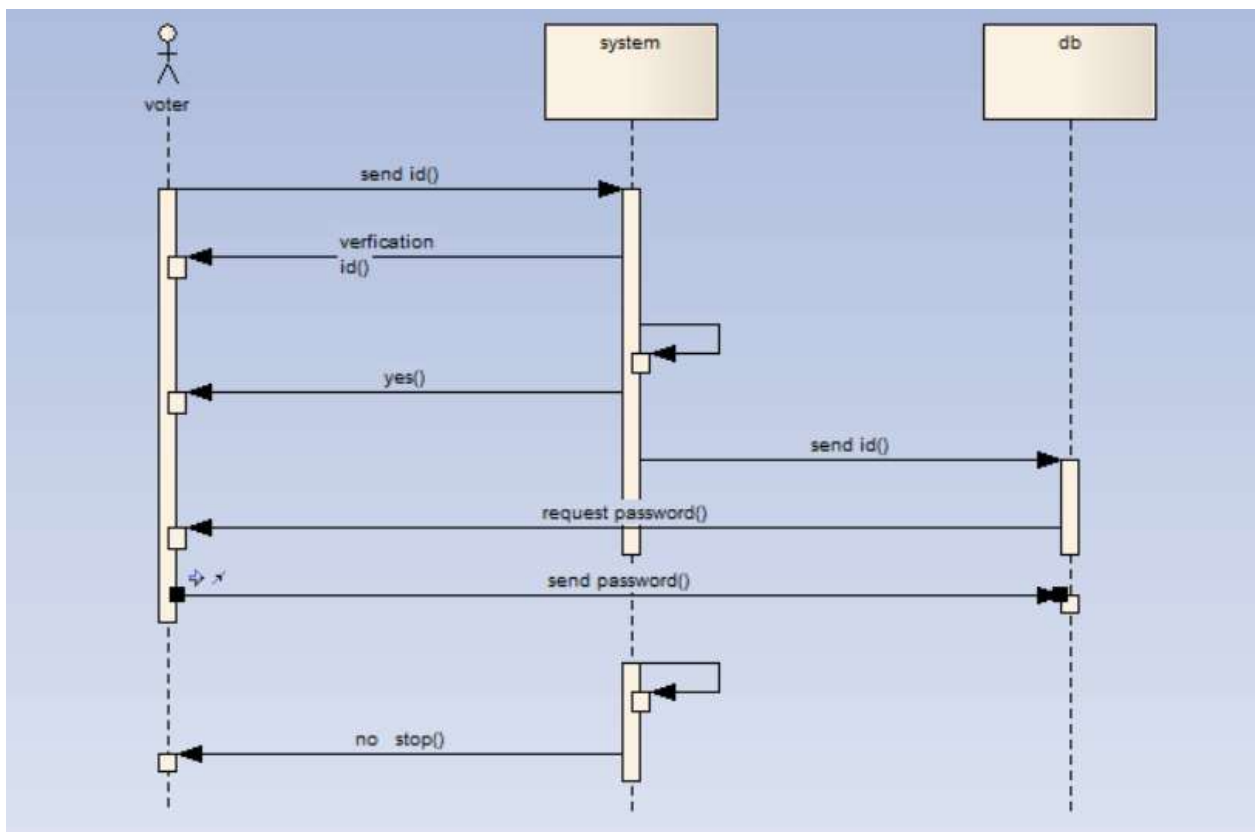 system
db
voter
send id()
verfication
id()
yes()
send id()
request password()
send password()
no stop()